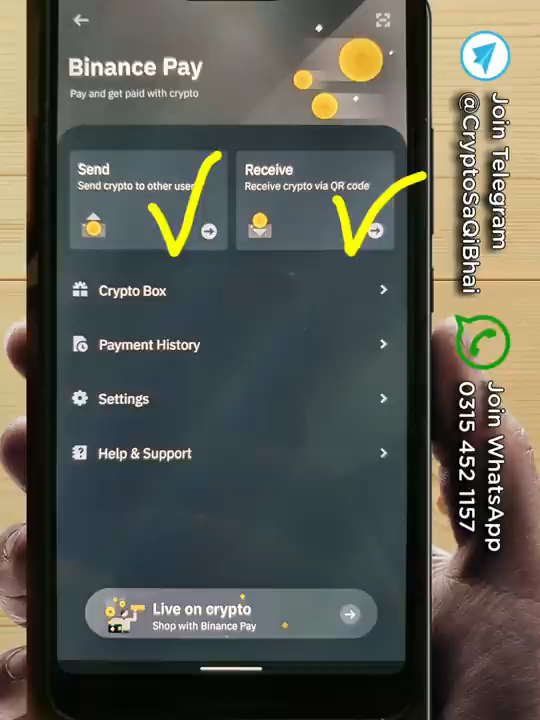 Binance Pay
Pay and get paid with crypto
Send
Send crypto to other user
Receive
Receive crypto via QR code
Crypto Box
Payment History
Settings
Help & Support
Live on crypto
Shop with Binance Pay
Join Telegram
@CryptoSaQiBhai
Join WhatsApp
0315 452 1157